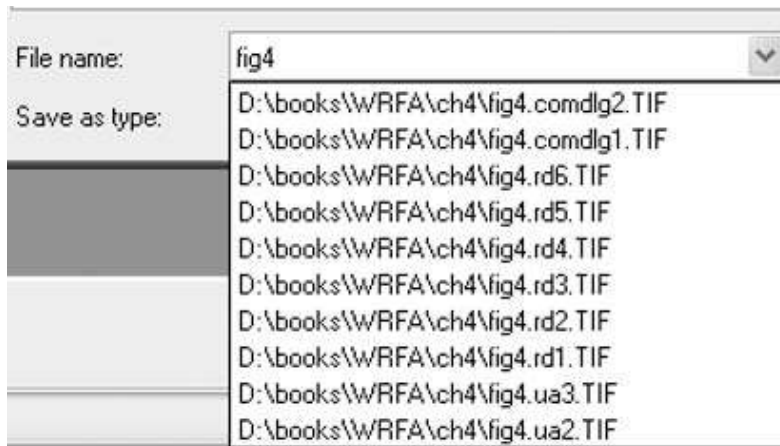 File name:
fig4
Save as type:
D:\books\WRFA\ch4\fig4.comdlg2.TIF
D:\books\WRFA\ch4\fig4.comdlg1.TIF
D:\books\WRFA\ch4\fig4.rd6.TIF
D:\books\WRFA\ch4\fig4.rd5.TIF
D:\books\WRFA\ch4\fig4.rd4.TIF
D:\books\WRFA\ch4\fig4.rd3.TIF
D:\books\WRFA\ch4\fig4.rd2.TIF
D:\books\WRFA\ch4\fig4.rd1.TIF
D:\books\WRFA\ch4\fig4.ua3.TIF
D:\books\WRFA\ch4\fig4.ua2.TIF